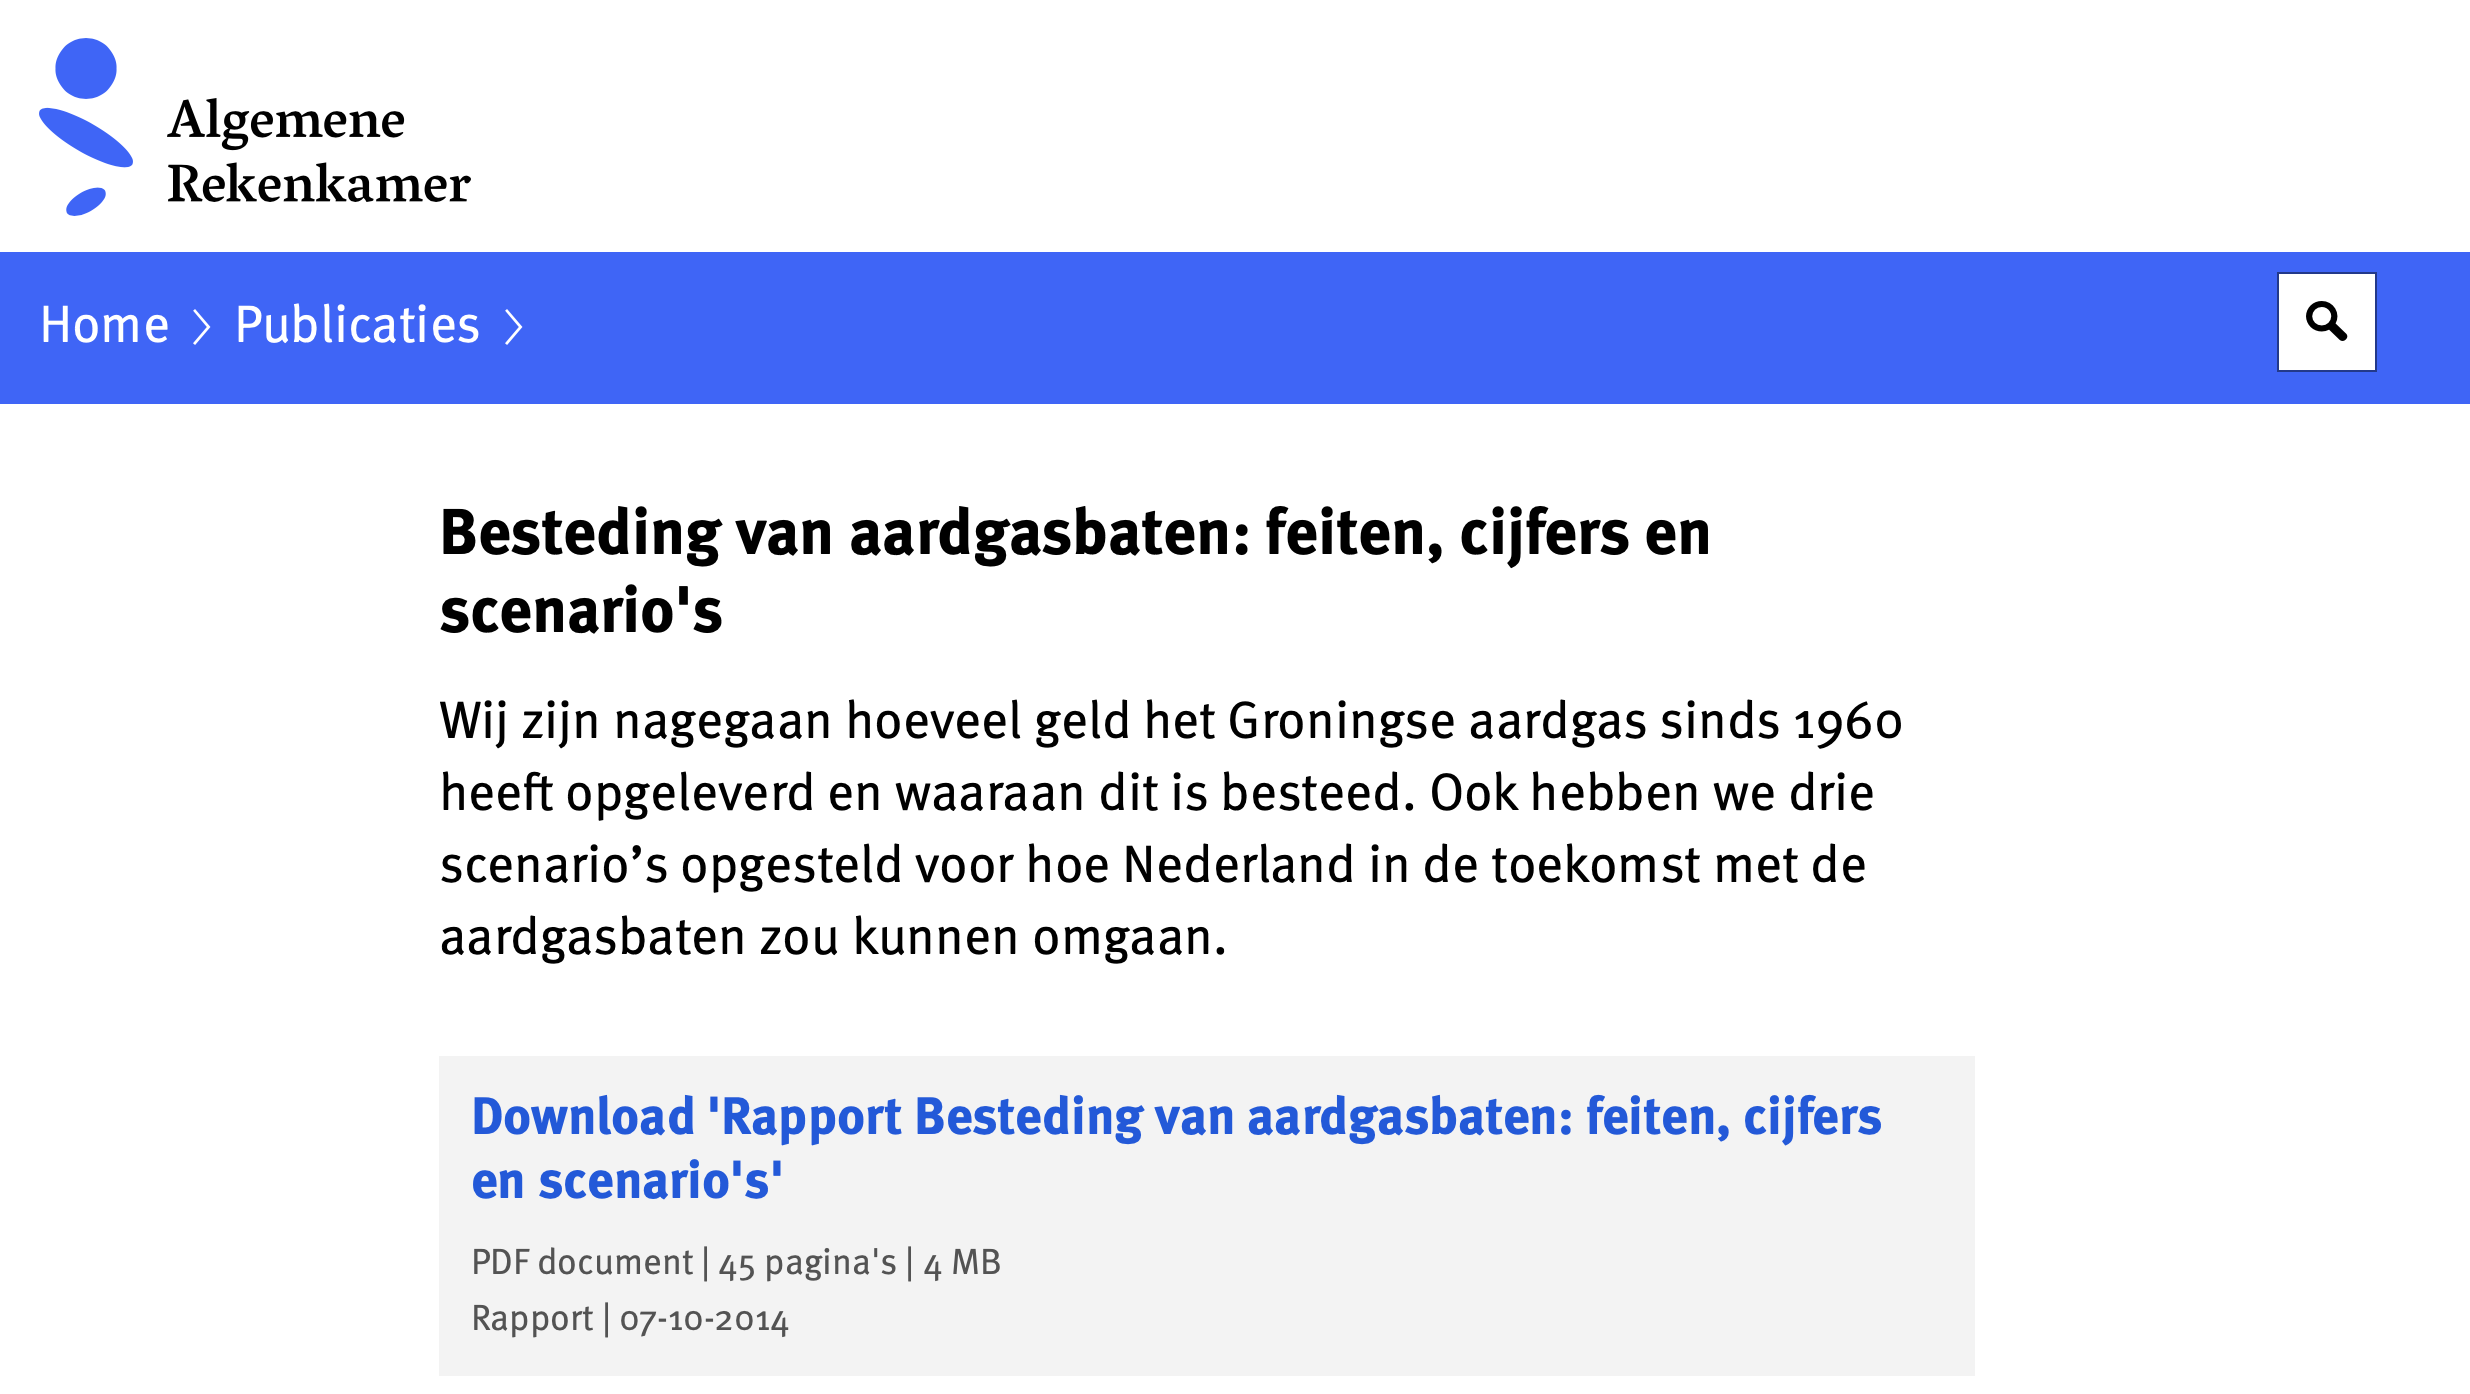 Algemene
Rekenkamer
Home
Publicaties
Besteding van aardgasbaten: feiten, cijfers en
scenario's
Wij zijn nagegaan hoeveel geld het Groningse aardgas sinds 1960
heeft opgeleverd en waaraan dit is besteed. Ook hebben we drie
scenario’s opgesteld voor hoe Nederland in de toekomst met de
aardgasbaten zou kunnen omgaan.
Download 'Rapport Besteding van aardgasbaten: feiten, cijfers
en scenario's'
PDF document | 45 pagina's | 4 MB
Rapport | 07-10-2014